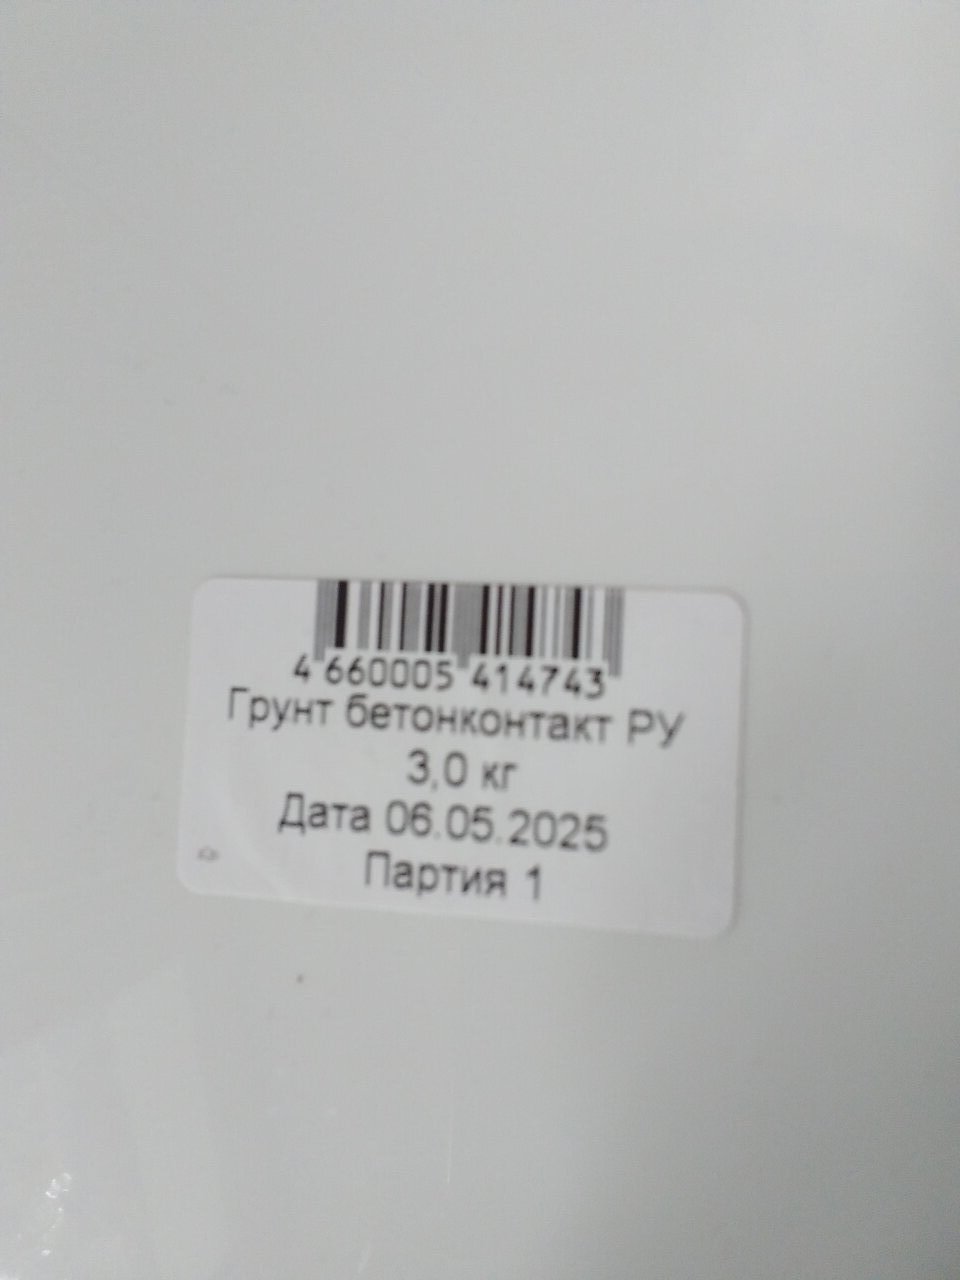 4 660005 414743
Грунт бетонконтакт РУ
3,0 кг
Дата 06.05.2025
Партия 1